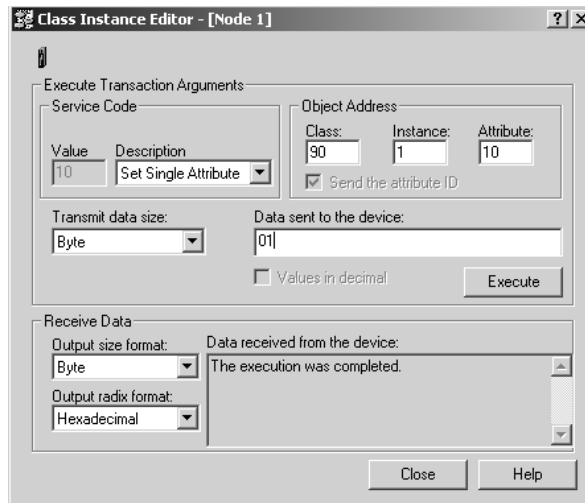 Class Instance Editor - [Node 1]
Execute Transaction Arguments
Service Code
Value
Description
10
Set Single Attribute
Object Address
Class:
Instance:
Attribute:
90
1
10
Send the attribute ID
Transmit data size:
Byte
Data sent to the device:
01
Values in decimal
Execute
Receive Data
Output size format:
Byte
Output radix format:
Hexadecimal
Data received from the device:
The execution was completed.
Close
Help